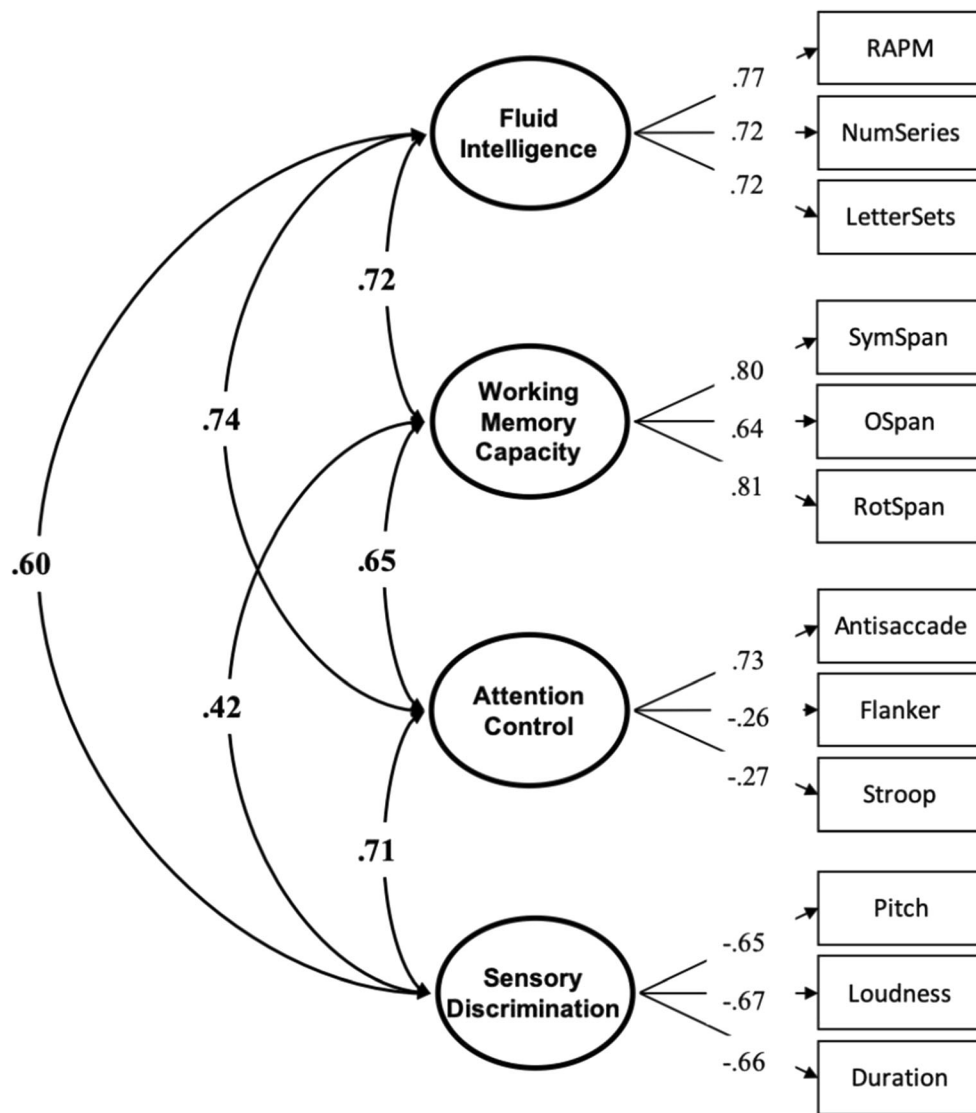 RAPM
.77
Fluid
Intelligence
.72
NumSeries
.72
LetterSets
.72
SymSpan
.80
Working
Memory
Capacity
.74
.64
OSpan
.81
RotSpan
.60
.65
Antisaccade
.73
Attention
Control
.42
-.26
Flanker
-.27
Stroop
.71
Pitch
-.65
Sensory
Discrimination
-.67
Loudness
-.66
Duration